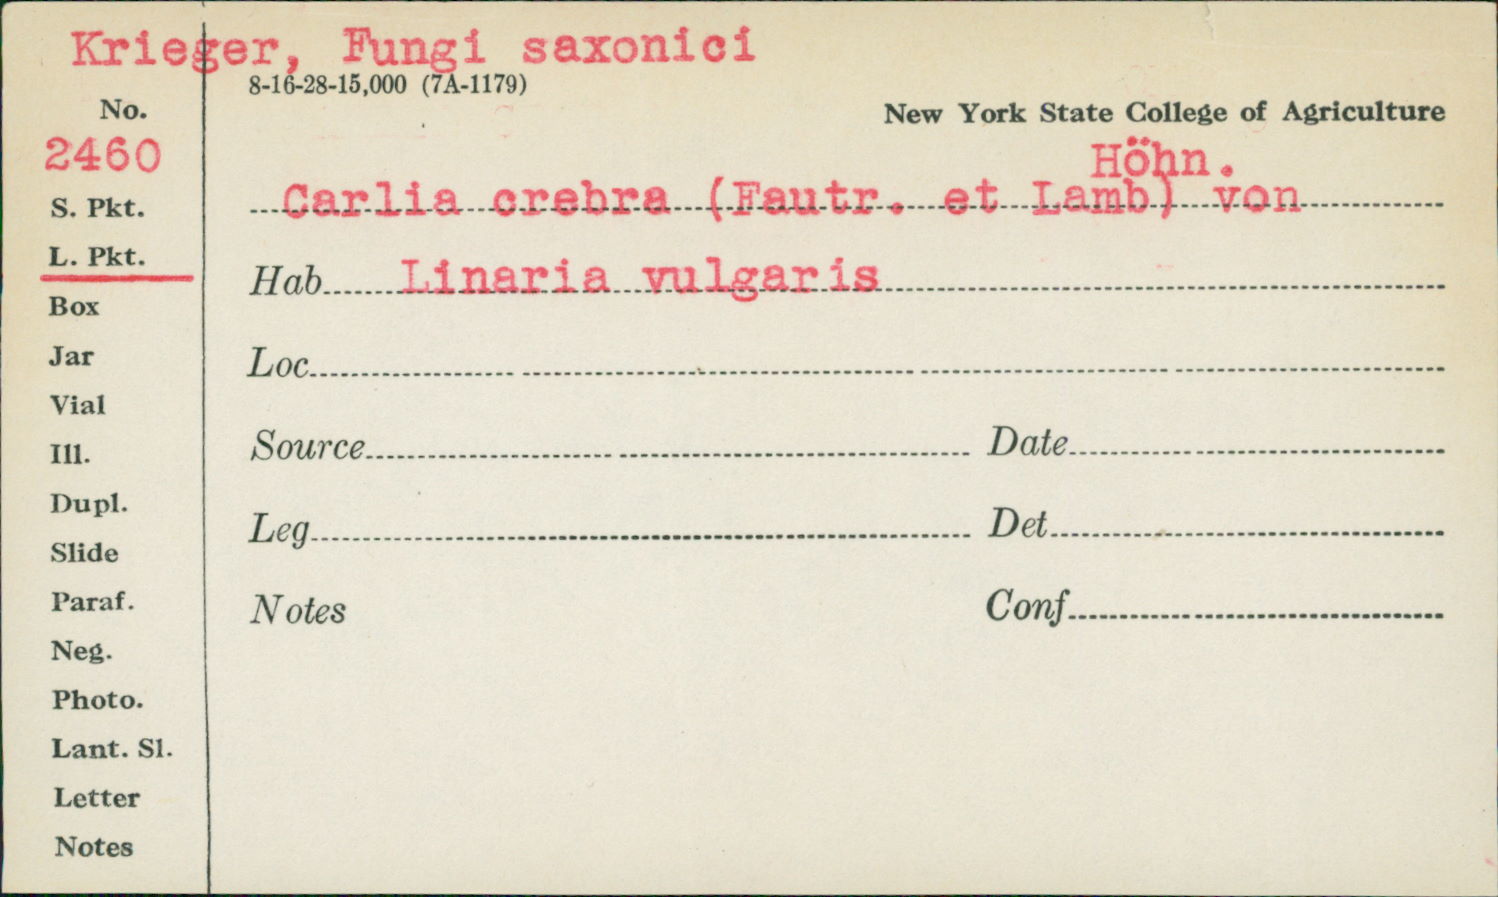 Krieger, Fungi saxonici
8-16-28-15,000 (7A-1179)
No.
New York State College of Agriculture
2460
Höhn.
S. Pkt.
Carlia crebra (Fautr. et Lamb) von
L. Pkt.
Hab Linaria vulgaris
Box
Jar
Loc
Vial
Ill.
Source Date
Dupl.
Leg Det
Slide
Paraf.
Notes Conf
Neg.
Photo.
Lant. Sl.
Letter
Notes